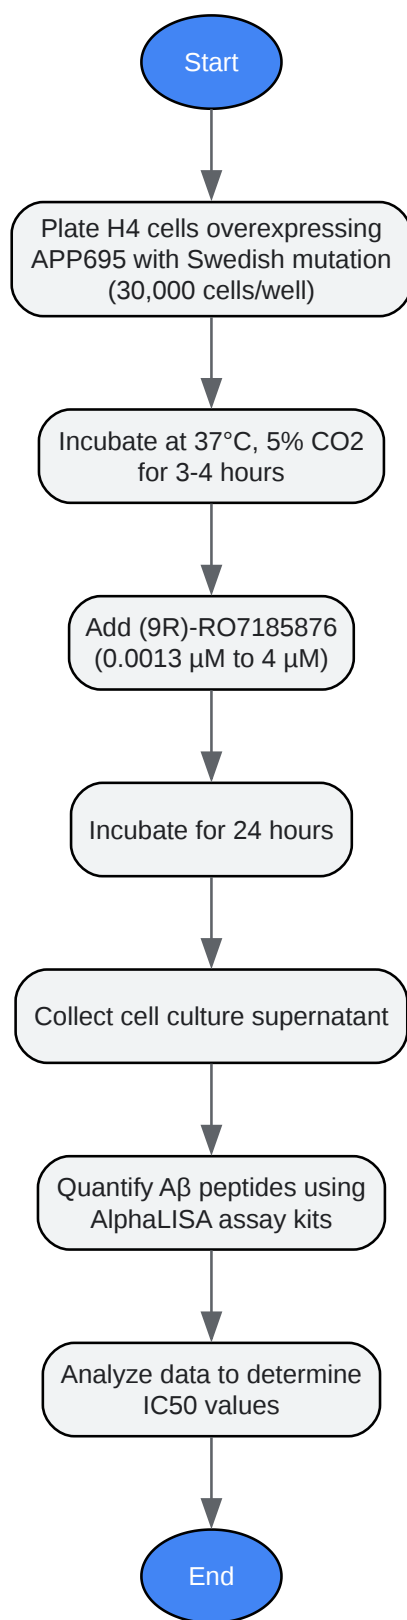 Start
Plate H4 cells overexpressing
APP695 with Swedish mutation
(30,000 cells/well)
Incubate at 37°C, 5% CO2
for 3-4 hours
Add (9R)-RO7185876
(0.0013 µM to 4 µM)
Incubate for 24 hours
Collect cell culture supernatant
Quantify Aβ peptides using
AlphaLISA assay kits
Analyze data to determine
IC50 values
End